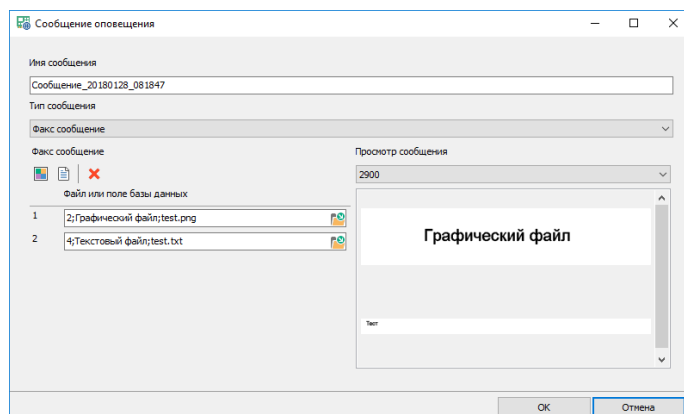 Сообщение оповещения
Имя сообщения
Сообщение_20180128_081847
Тип сообщения
Факс сообщение
Факс сообщение
Просмотр сообщения
2900
Файл или поле базы данных
1
2;Графический файл;test.png
2
4;Текстовый файл;test.txt
Графический файл
Тест
OK
Отмена